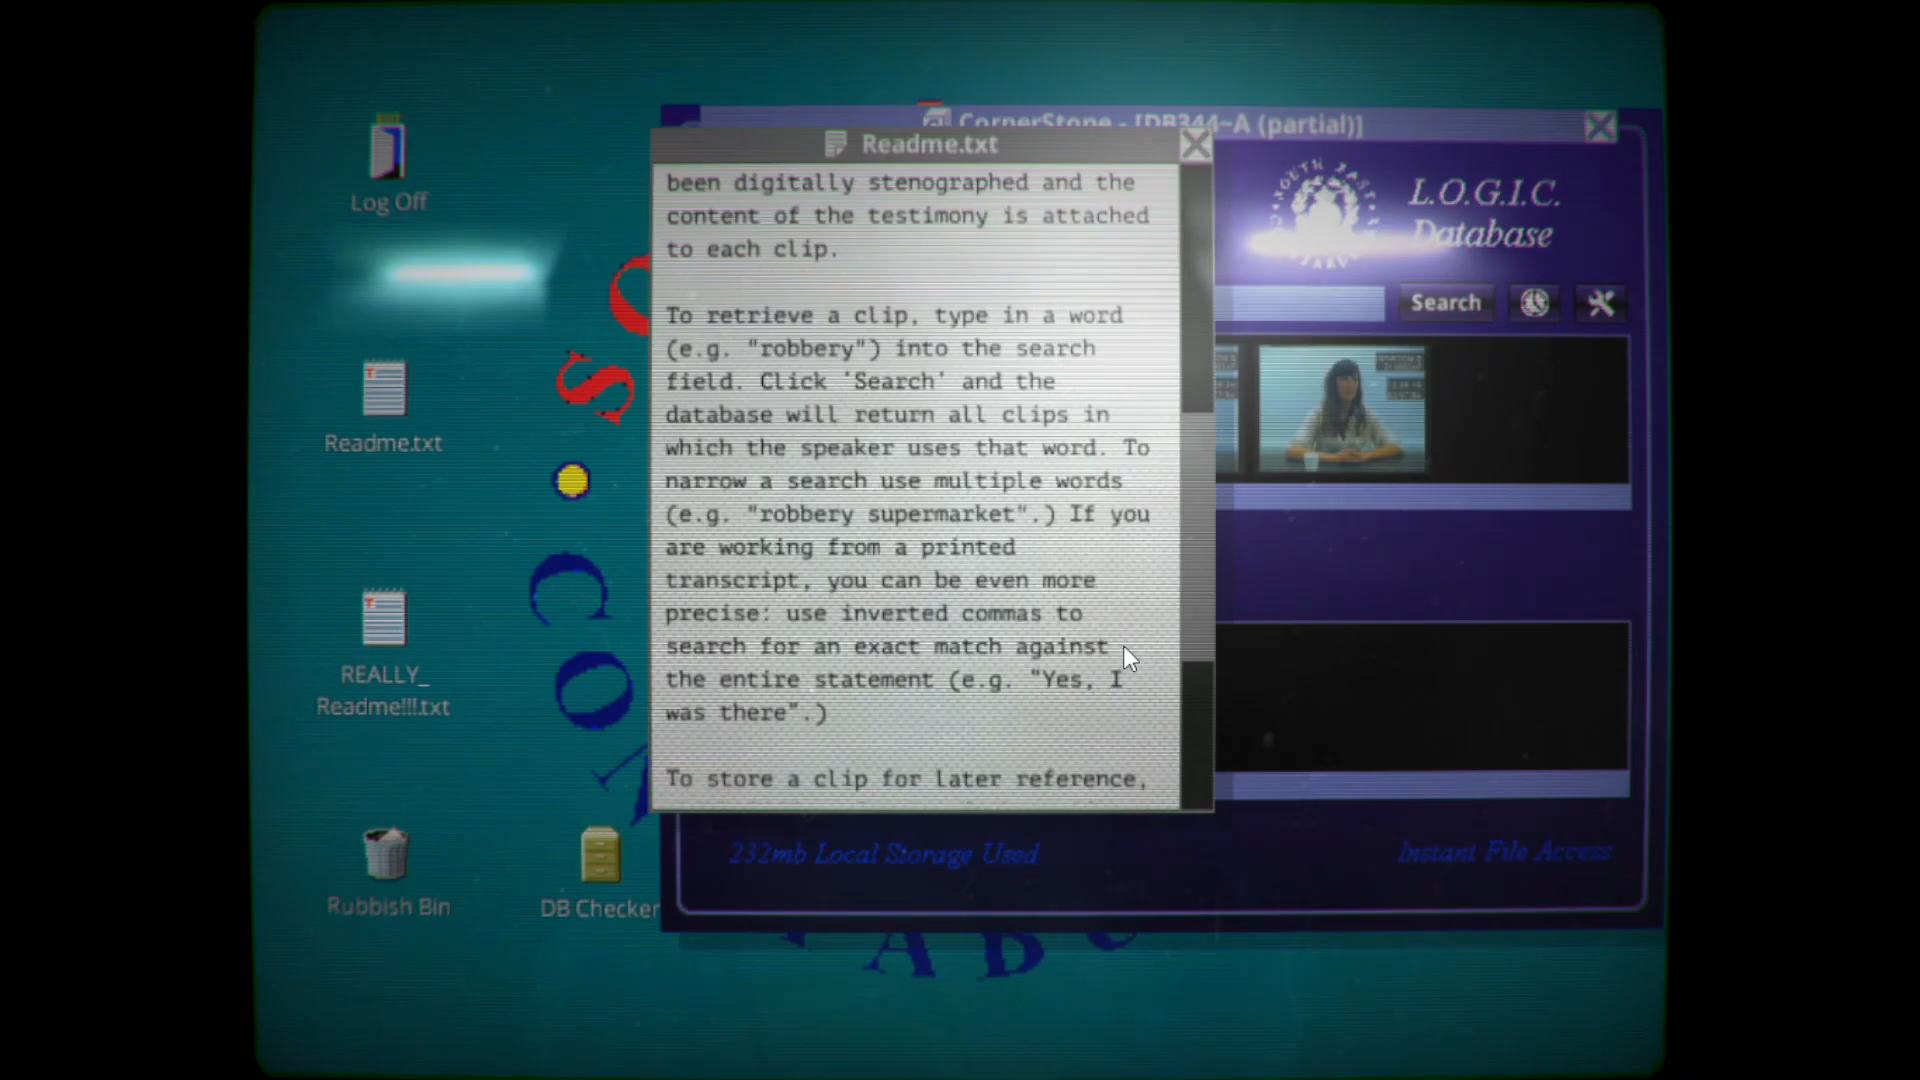 CornerStone - [DB344~A (partial)]
Readme.txt
been digitally stenographed and the
content of the testimony is attached
to each clip.
To retrieve a clip, type in a word
(e.g. "robbery") into the search
field. Click 'Search' and the
database will return all clips in
which the speaker uses that word. To
narrow a search use multiple words
(e.g. "robbery supermarket".) If you
are working from a printed
transcript, you can be even more
precise: use inverted commas to
search for an exact match against
the entire statement (e.g. "Yes, I
was there".)
To store a clip for later reference,
L.O.G.I.C.
Database
Search
232mb Local Storage Used
Instant File Access
Log Off
Readme.txt
REALLY_
Readme!!!.txt
Rubbish Bin
DB Checker